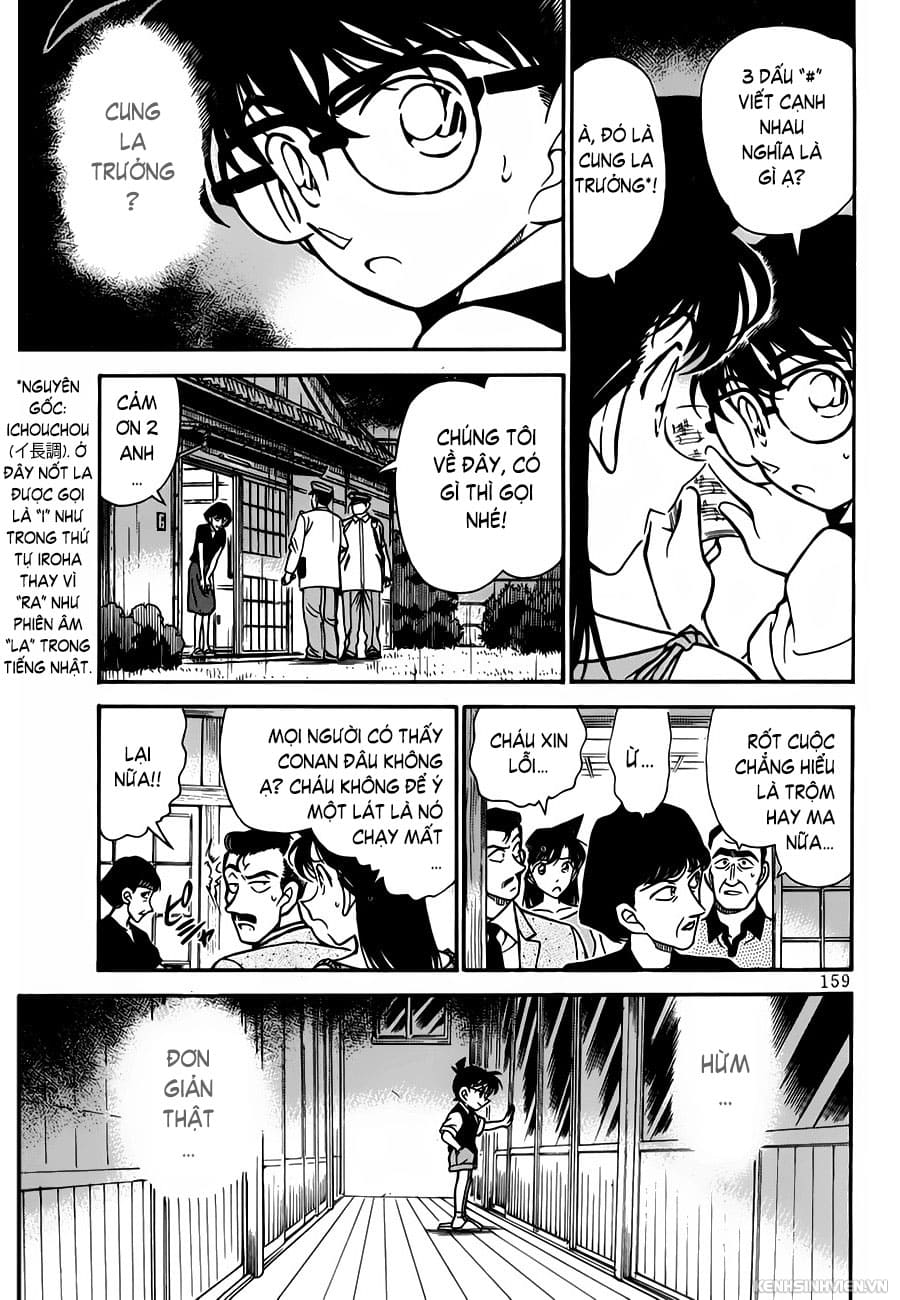 3 DẤU "#"
VIẾT CẠNH
NHAU
NGHĨA LÀ
GÌ Ạ?
À, ĐÓ LÀ
CUNG LA
TRƯỞNG*!
CUNG
LA
TRƯỞNG
?
*NGUYÊN
GỐC:
ICHOUCHOU
(イ長調). Ở
ĐÂY NỐT LA
ĐƯỢC GỌI
LÀ "I" NHƯ
TRONG THỨ
TỰ IROHA
THAY VÌ
"RA" NHƯ
PHIÊN ÂM
"LA" TRONG
TIẾNG NHẬT.
CHÚNG TÔI
VỀ ĐÂY, CÓ
GÌ THÌ GỌI
NHÉ!
CẢM
ƠN 2
ANH
...
RỐT CUỘC
CHẲNG HIỂU
LÀ TRỘM
HAY MA
NỮA...
Ừ...
CHÁU XIN
LỖI...
MỌI NGƯỜI CÓ THẤY
CONAN ĐÂU KHÔNG
Ạ? CHÁU KHÔNG ĐỂ Ý
MỘT LÁT LÀ NÓ
CHẠY MẤT
...
LẠI
NỮA!!
159
HỪM
...
ĐƠN
GIẢN
THẬT
...
KENHSINHVIEN.VN